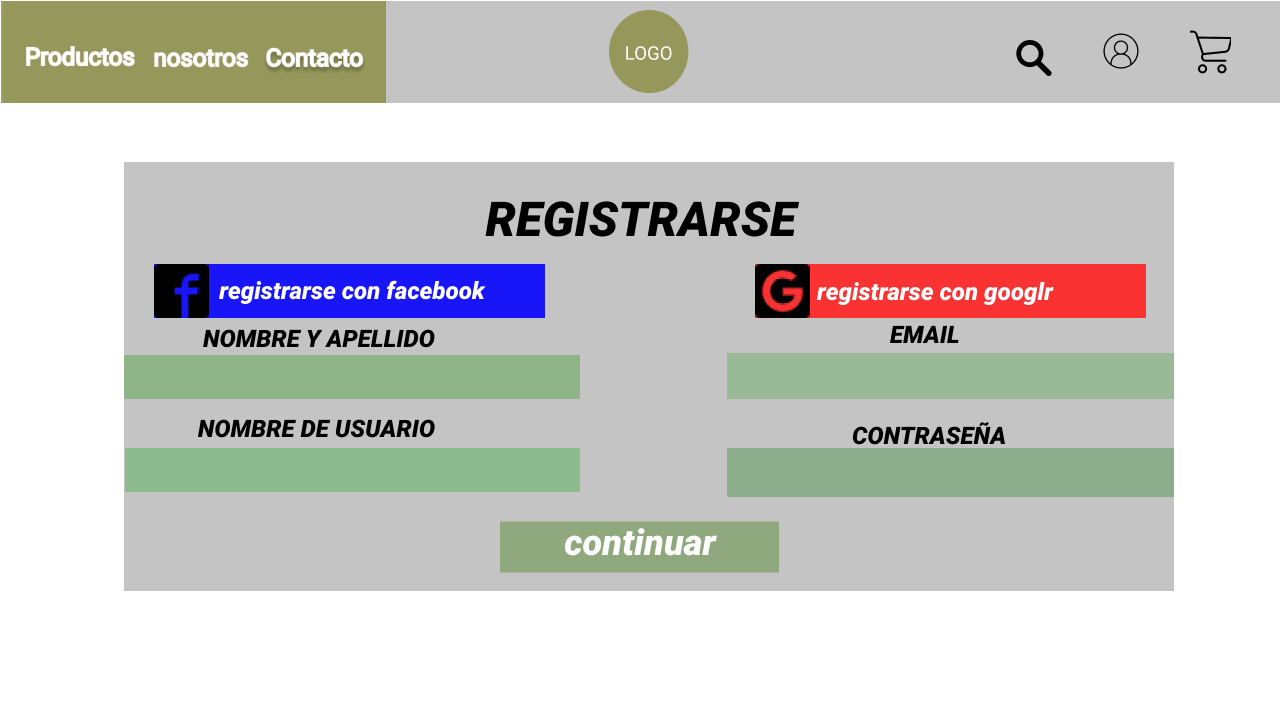 Productos nosotros Contacto
LOGO
REGISTRARSE
registrarse con facebook
registrarse con googlr
NOMBRE Y APELLIDO
EMAIL
NOMBRE DE USUARIO
CONTRASEÑA
continuar